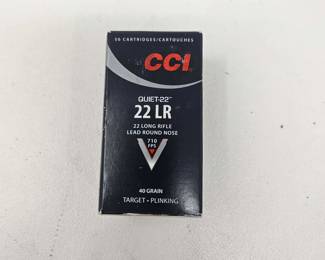 50 CARTRIDGES/CARTOUCHES
CCI
QUIET-22™
22 LR
22 LONG RIFLE
LEAD ROUND NOSE
710
FPS
40 GRAIN
TARGET • PLINKING